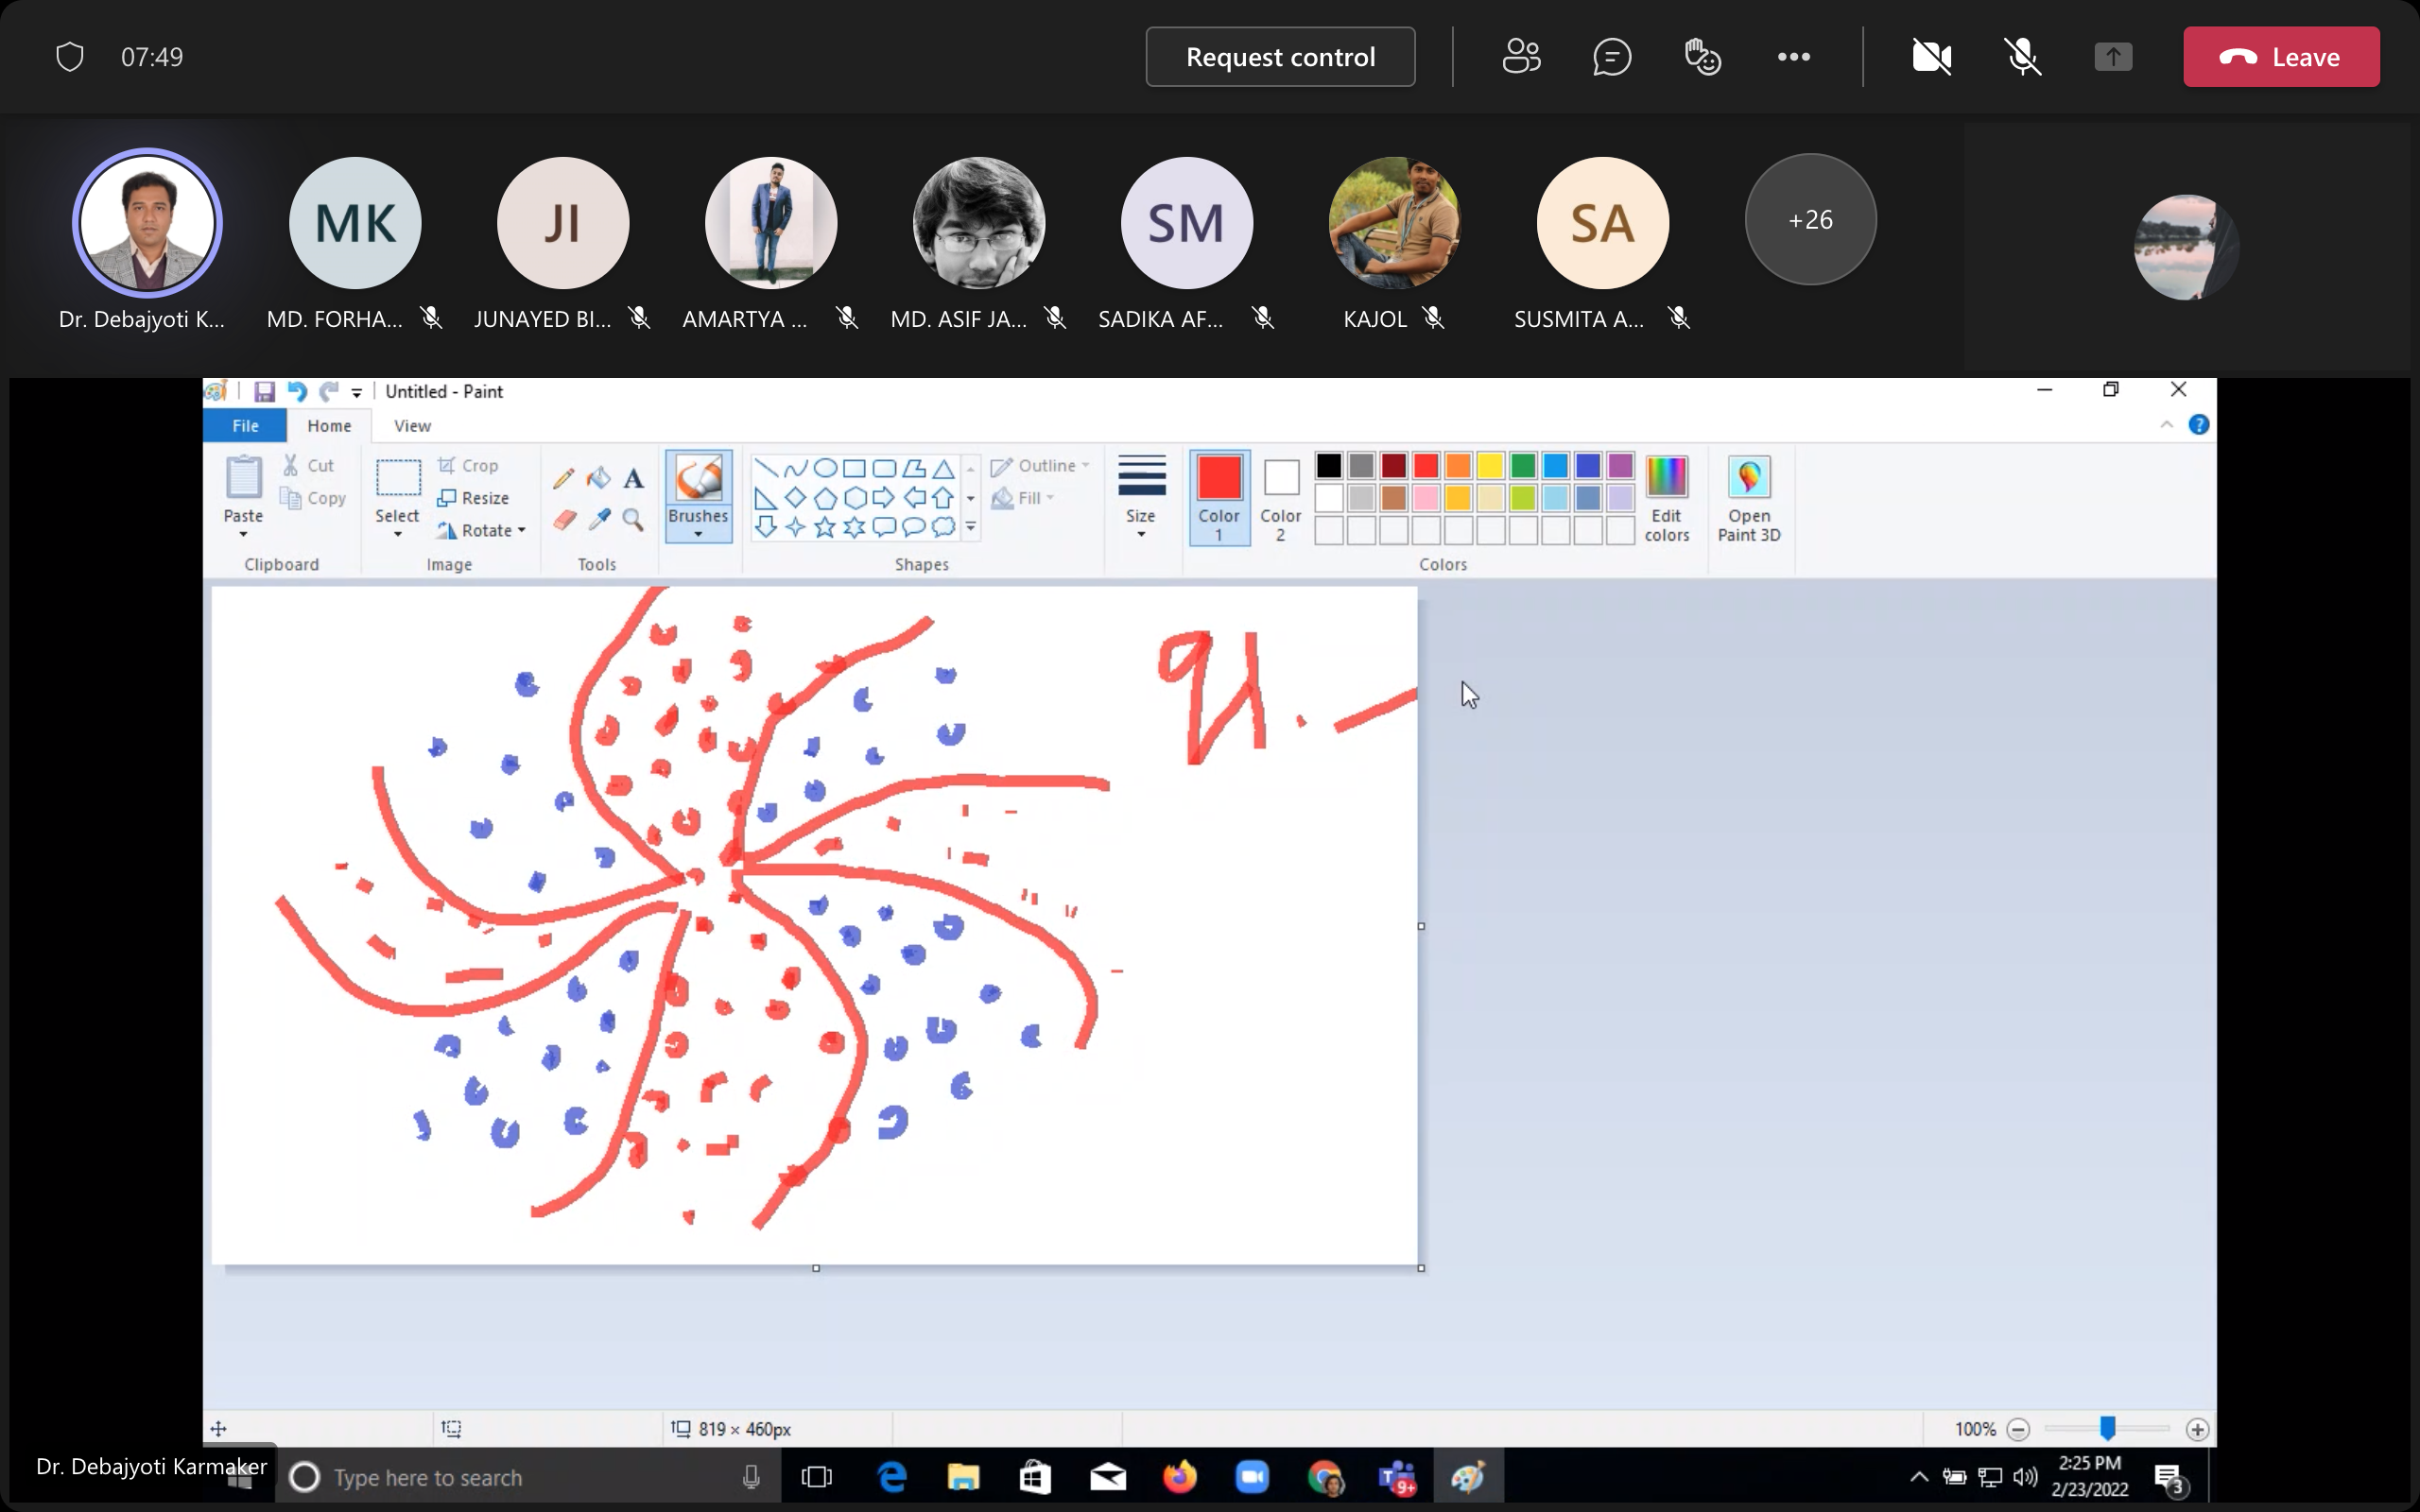 07:49
Request control
Leave
MK
JI
SM
SA
+26
Dr. Debajyoti K...
MD. FORHA...
JUNAYED BI...
AMARTYA ...
MD. ASIF JA...
SADIKA AF...
KAJOL
SUSMITA A...
Untitled - Paint
File
Home
View
Paste
Cut
Copy
Clipboard
Select
Crop
Resize
Rotate
Image
A
Tools
Brushes
Shapes
Outline
Fill
Size
Color 1
Color 2
Edit colors
Open Paint 3D
Colors
819 × 460px
100%
Dr. Debajyoti Karmaker
Type here to search
9+
2:25 PM
2/23/2022
3